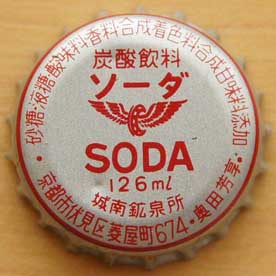 砂糖・液糖・酸味料香料合成着色料合成甘味料添加・
炭酸飲料
ソーダ
SODA
126ml
城南鉱泉所
京都市伏見区菱屋町674・奥田芳享・